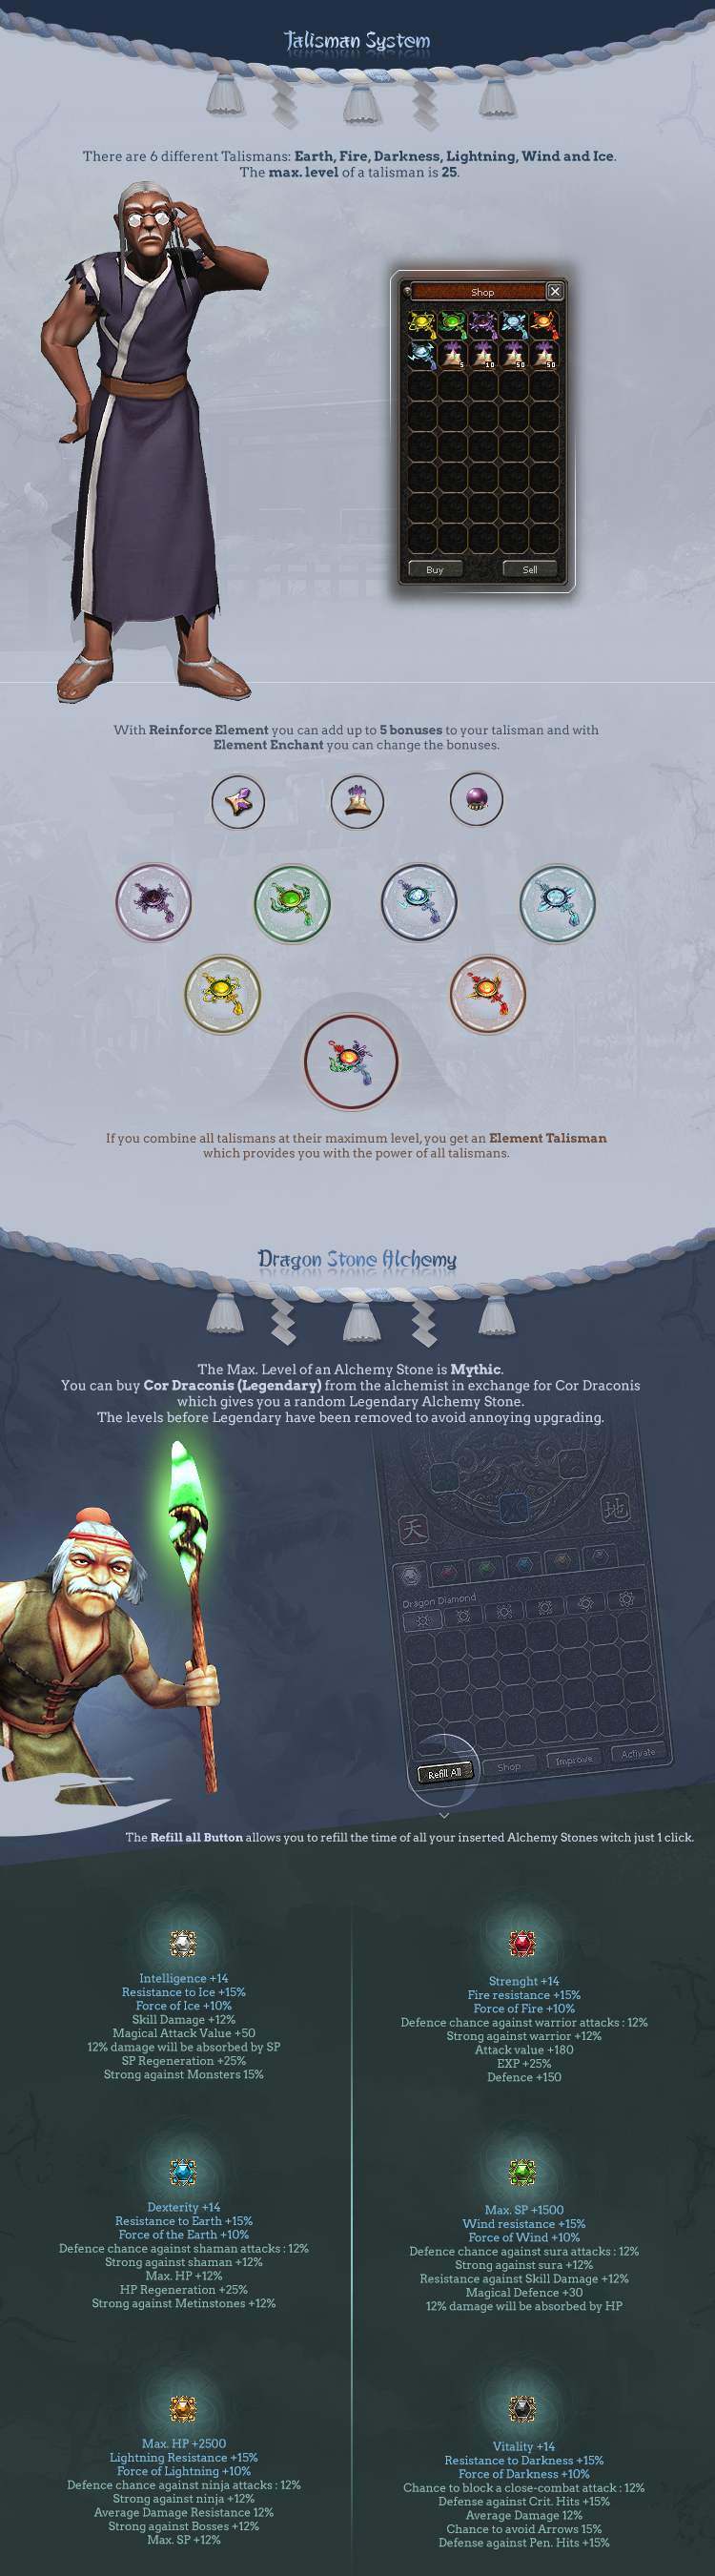 Talisman System
There are 6 different Talismans: Earth, Fire, Darkness, Lightning, Wind and Ice.
The max. level of a talisman is 25.
Shop
5 10 50 50
Buy Sell
With Reinforce Element you can add up to 5 bonuses to your talisman and with
Element Enchant you can change the bonuses.
If you combine all talismans at their maximum level, you get an Element Talisman
which provides you with the power of all talismans.
Dragon Stone Alchemy
The Max. Level of an Alchemy Stone is Mythic.
You can buy Cor Draconis (Legendary) from the alchemist in exchange for Cor Draconis
which gives you a random Legendary Alchemy Stone.
The levels before Legendary have been removed to avoid annoying upgrading.
天 地
Dragon Diamond
Refill All Shop Improve Activate
The Refill all Button allows you to refill the time of all your inserted Alchemy Stones witch just 1 click.
Intelligence +14
Resistance to Ice +15%
Force of Ice +10%
Skill Damage +12%
Magical Attack Value +50
12% damage will be absorbed by SP
SP Regeneration +25%
Strong against Monsters 15%
Strenght +14
Fire resistance +15%
Force of Fire +10%
Defence chance against warrior attacks : 12%
Strong against warrior +12%
Attack value +180
EXP +25%
Defence +150
Dexterity +14
Resistance to Earth +15%
Force of the Earth +10%
Defence chance against shaman attacks : 12%
Strong against shaman +12%
Max. HP +12%
HP Regeneration +25%
Strong against Metinstones +12%
Max. SP +1500
Wind resistance +15%
Force of Wind +10%
Defence chance against sura attacks : 12%
Strong against sura +12%
Resistance against Skill Damage +12%
Magical Defence +30
12% damage will be absorbed by HP
Max. HP +2500
Lightning Resistance +15%
Force of Lightning +10%
Defence chance against ninja attacks : 12%
Strong against ninja +12%
Average Damage Resistance 12%
Strong against Bosses +12%
Max. SP +12%
Vitality +14
Resistance to Darkness +15%
Force of Darkness +10%
Chance to block a close-combat attack : 12%
Defense against Crit. Hits +15%
Average Damage 12%
Chance to avoid Arrows 15%
Defense against Pen. Hits +15%